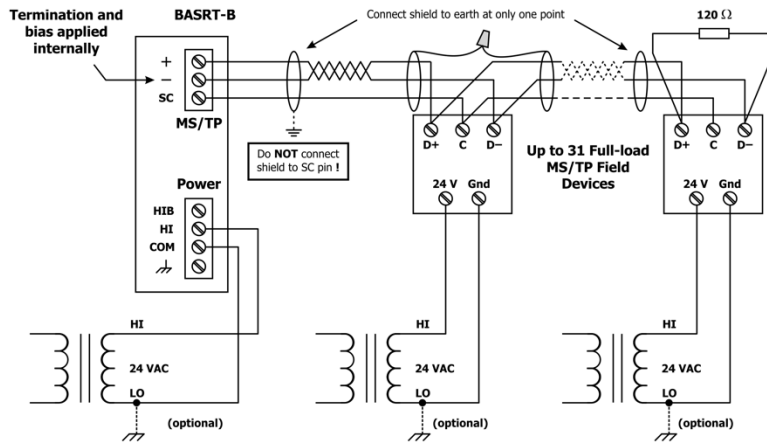 Termination and
bias applied
internally
BASRT-B
Connect shield to earth at only one point
120 Ω
+
−
SC
MS/TP
Do NOT connect
shield to SC pin !
D+ C D−
Up to 31 Full-load
MS/TP Field
Devices
D+ C D−
Power
HIB
HI
COM
24 V Gnd
24 V Gnd
HI
24 VAC
LO
(optional)
HI
24 VAC
LO
(optional)
HI
24 VAC
LO
(optional)